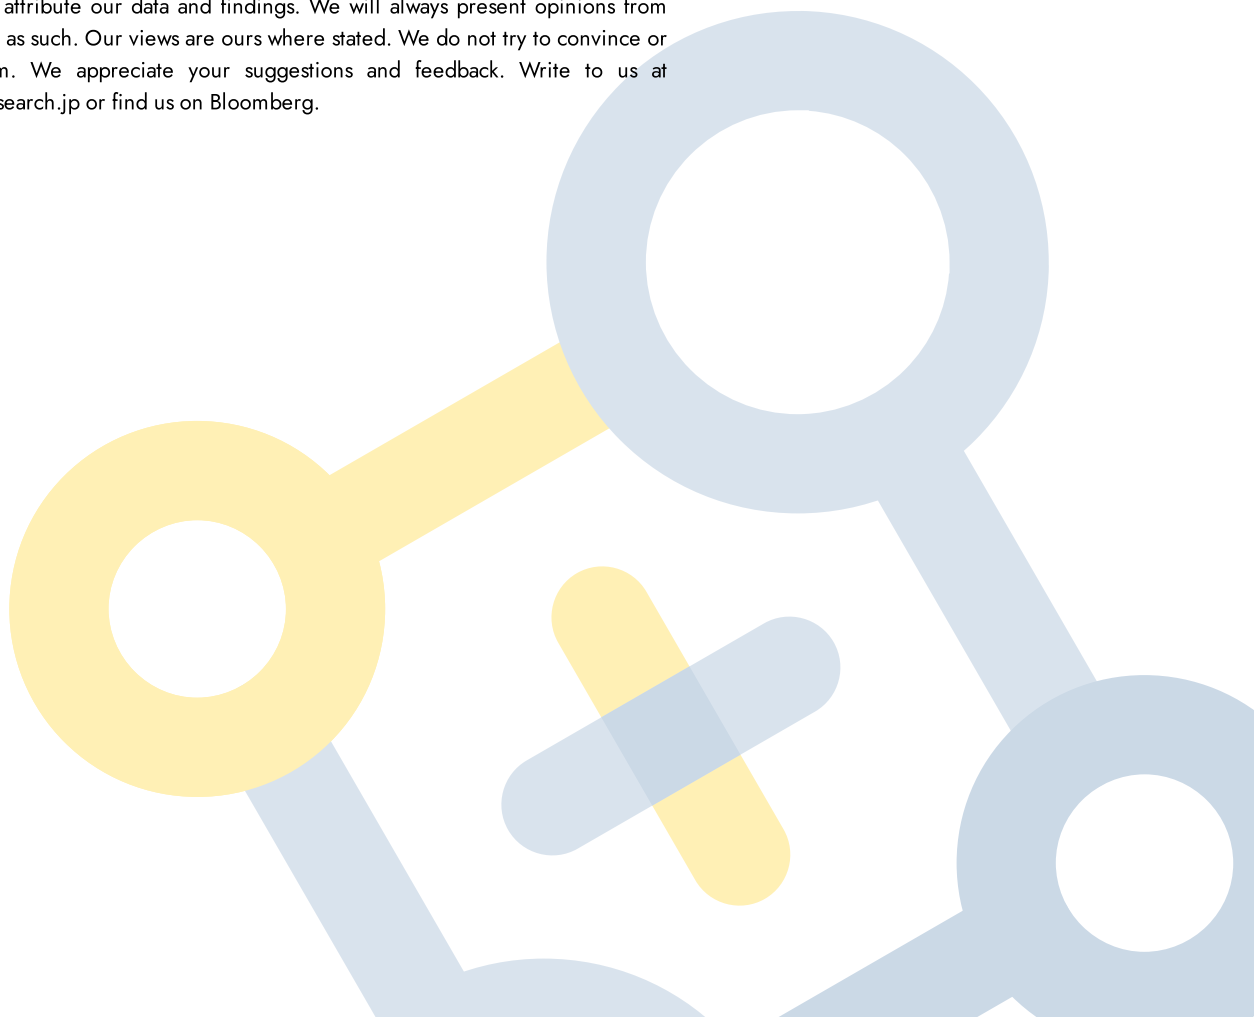 attribute our data and findings. We will always present opinions from
as such. Our views are ours where stated. We do not try to convince or
We appreciate your suggestions and feedback. Write to us at
search.jp or find us on Bloomberg.